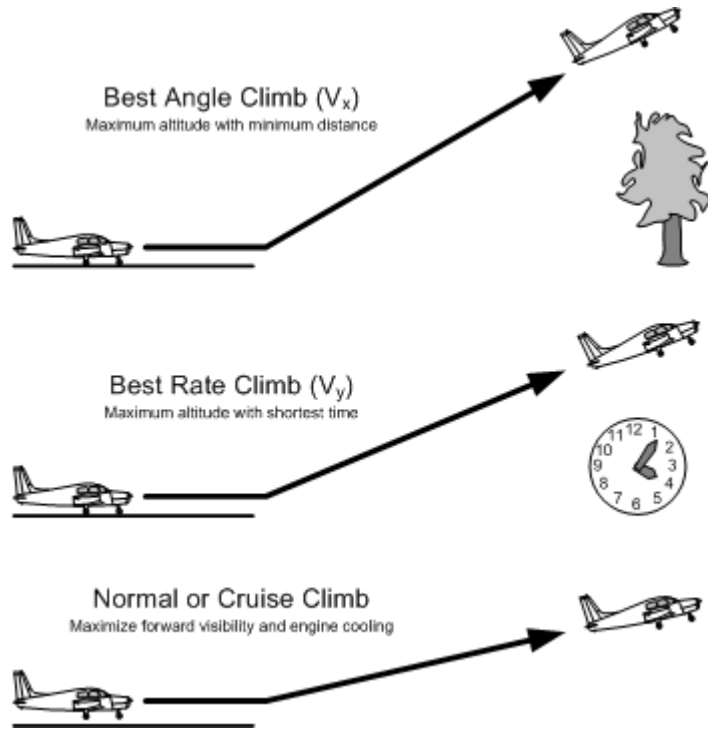 Best Angle Climb (Vx)
Maximum altitude with minimum distance
Best Rate Climb (Vy)
Maximum altitude with shortest time
12
11
1
10
2
9
3
8
4
7
5
6
Normal or Cruise Climb
Maximize forward visibility and engine cooling